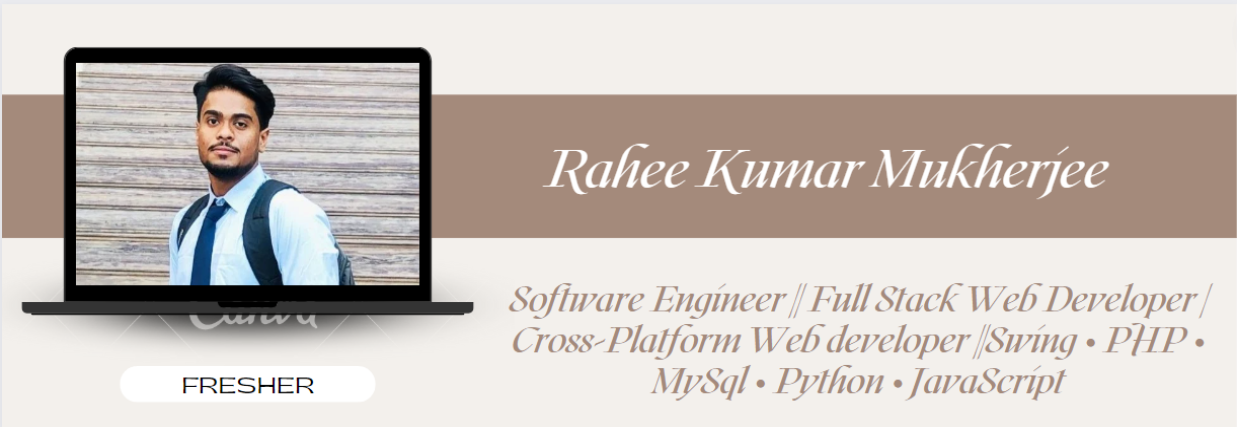 Rahee Kumar Mukherjee
Software Engineer || Full Stack Web Developer |
Cross-Platform Web developer ||Swing • PHP •
MySql • Python • JavaScript
Canva
FRESHER